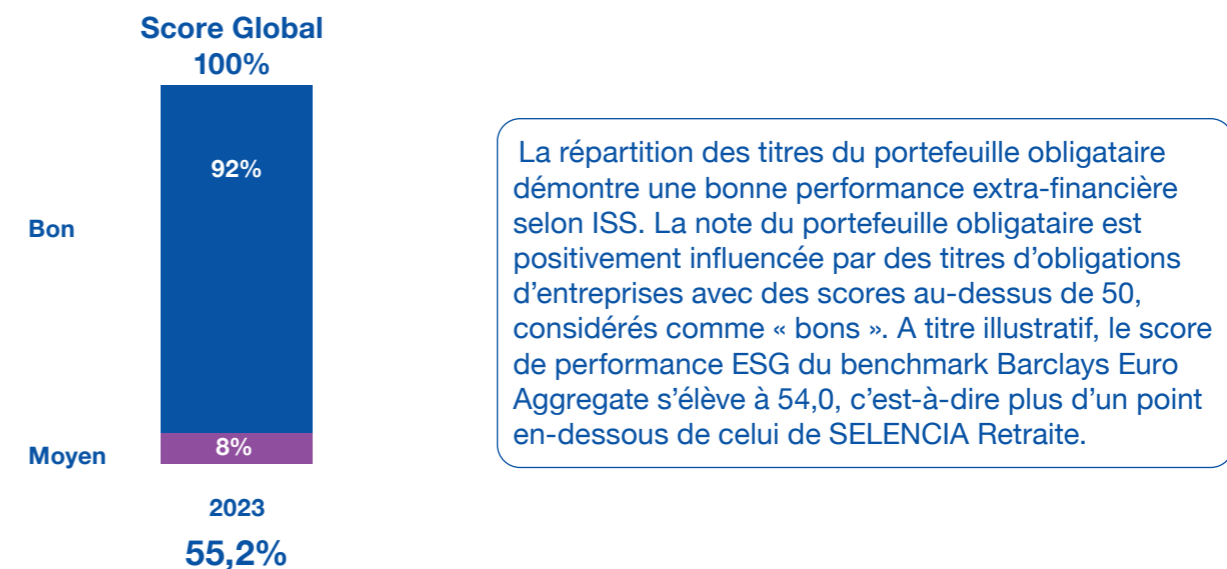 Score Global
100%
92%
Bon
8%
Moyen
2023
55,2%
La répartition des titres du portefeuille obligataire
démontre une bonne performance extra-financière
selon ISS. La note du portefeuille obligataire est
positivement influencée par des titres d’obligations
d’entreprises avec des scores au-dessus de 50,
considérés comme « bons ». A titre illustratif, le score
de performance ESG du benchmark Barclays Euro
Aggregate s’élève à 54,0, c’est-à-dire plus d’un point
en-dessous de celui de SELENCIA Retraite.